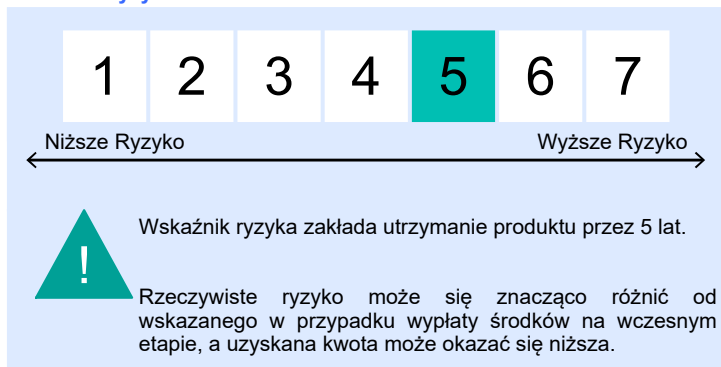 1 2 3 4 5 6 7
Niższe Ryzyko Wyższe Ryzyko
!
Wskaźnik ryzyka zakłada utrzymanie produktu przez 5 lat.
Rzeczywiste ryzyko może się znacząco różnić od
wskazanego w przypadku wypłaty środków na wczesnym
etapie, a uzyskana kwota może okazać się niższa.